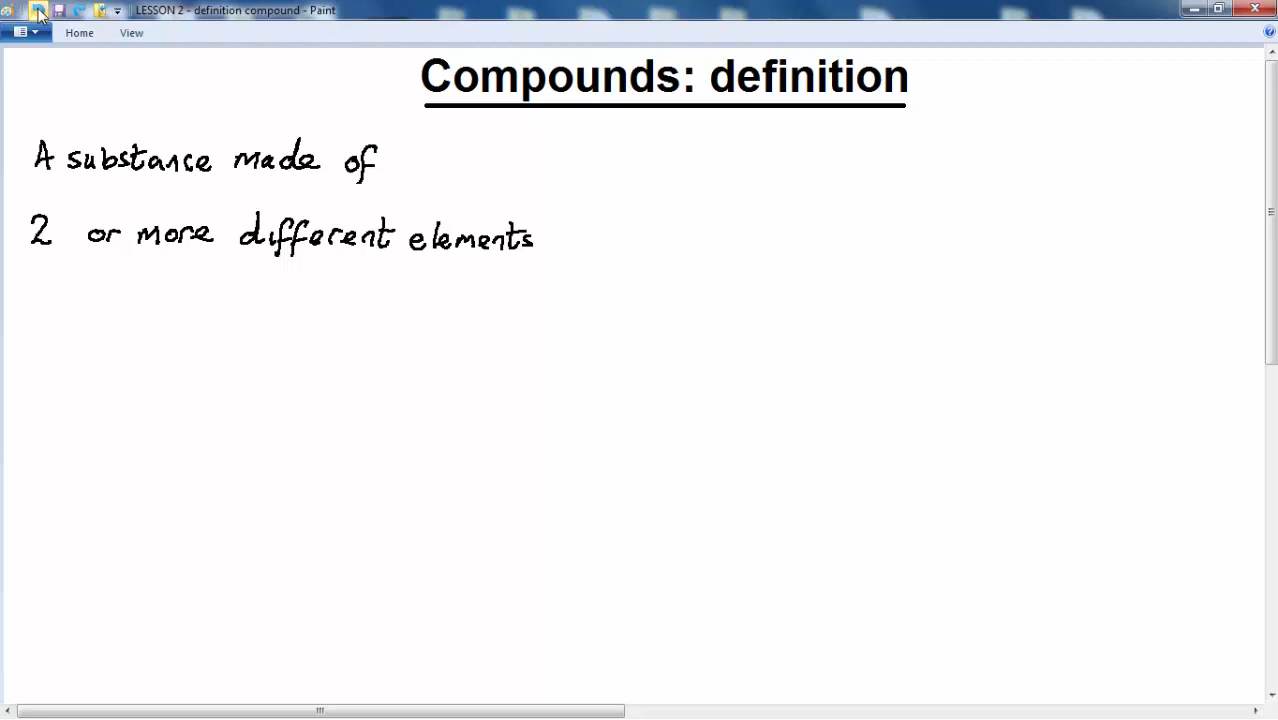 LESSON 2 - definition compound - Paint
Home View
Compounds: definition
A substance made of
2 or more different elements